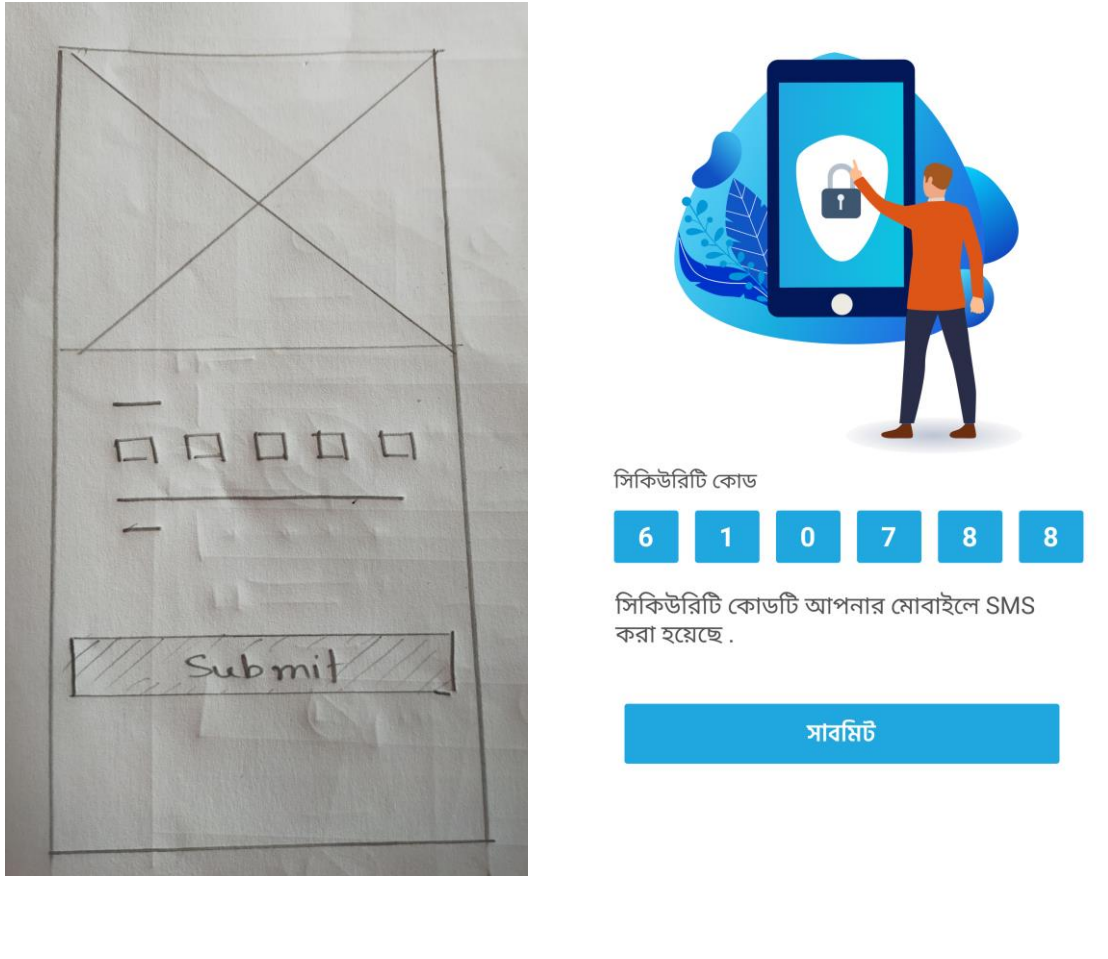 Submit
সিকিউরিটি কোড
6 1 0 7 8 8
সিকিউরিটি কোডটি আপনার মোবাইলে SMS
করা হয়েছে .
সাবমিট